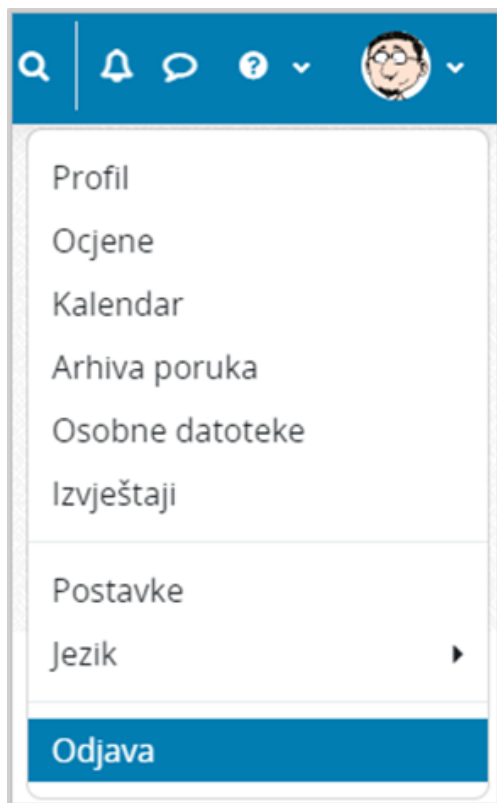 Profil
Ocjene
Kalendar
Arhiva poruka
Osobne datoteke
Izvještaji
Postavke
Jezik
Odjava